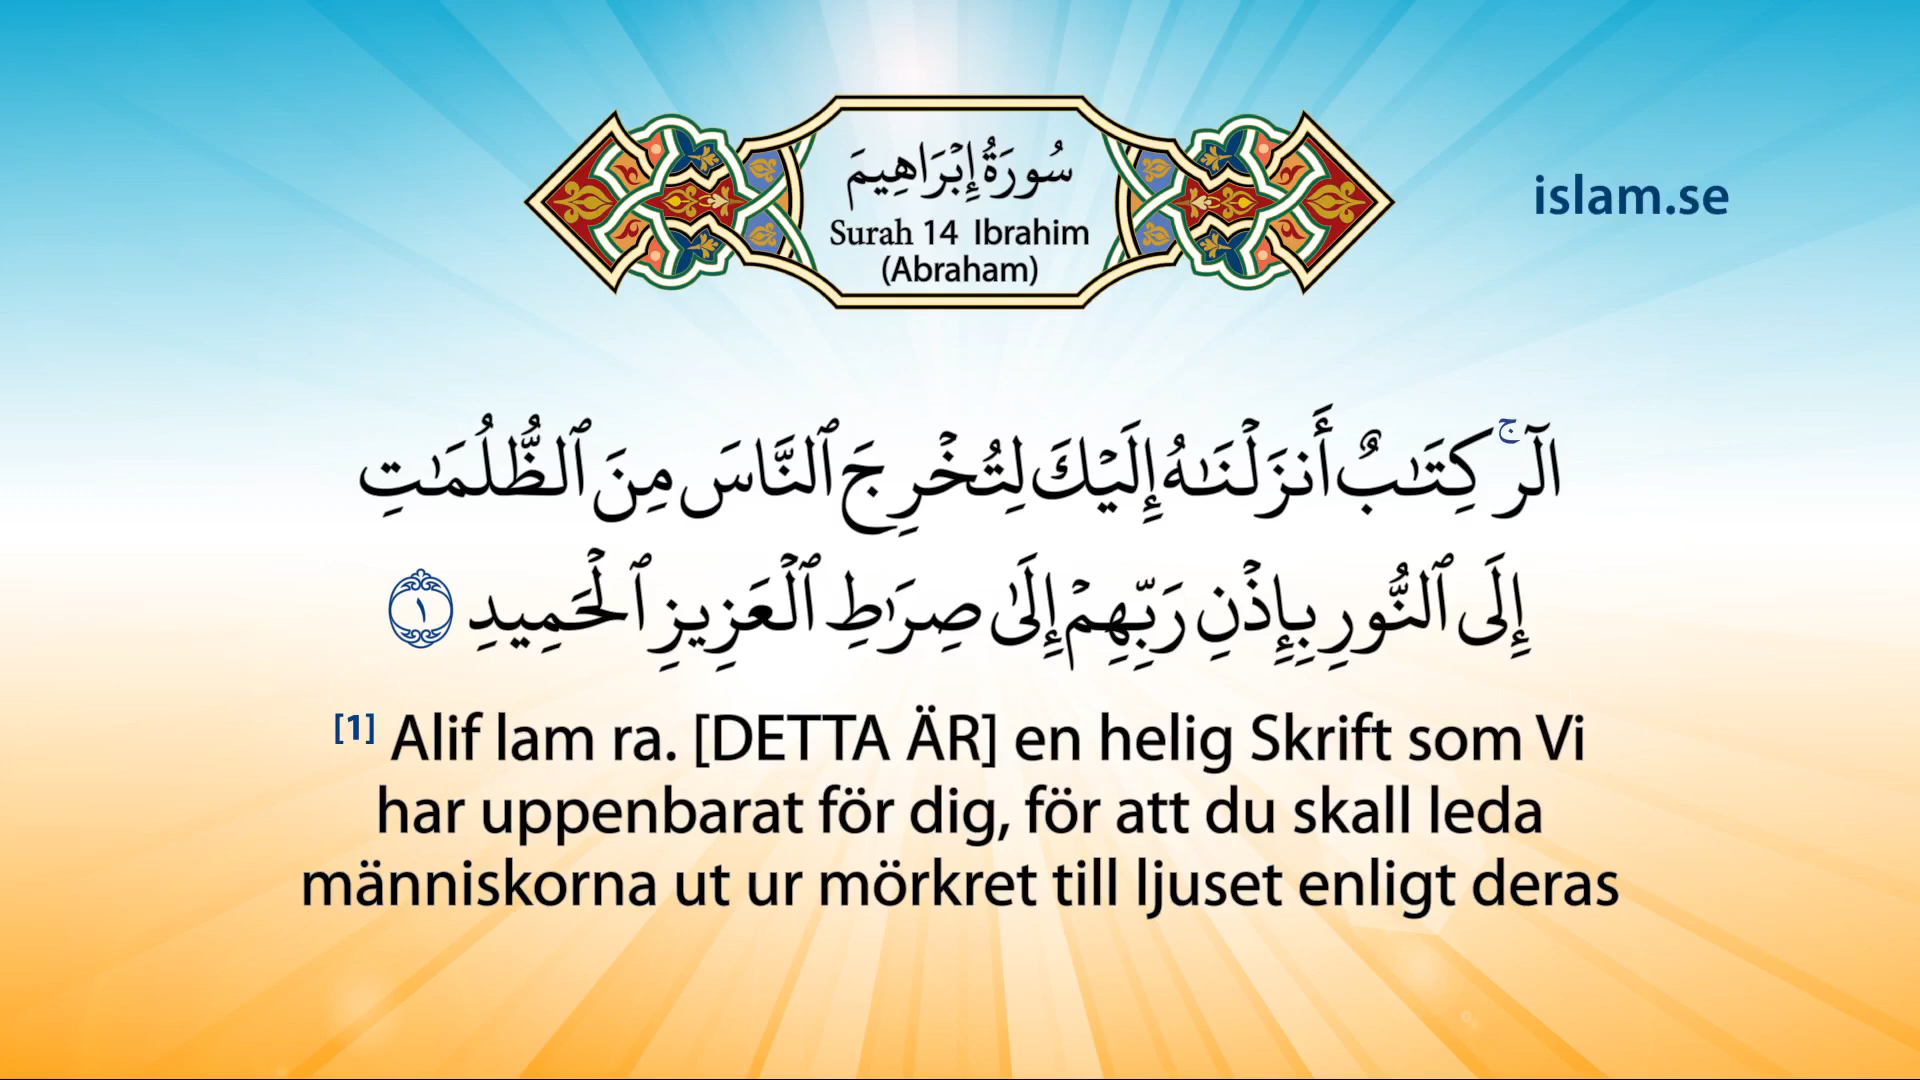 سُورَةُ إِبْرَاهِيمَ
Surah 14 Ibrahim
(Abraham)
islam.se
الٓرۚ كِتَٰبٌ أَنزَلْنَٰهُ إِلَيْكَ لِتُخْرِجَ ٱلنَّاسَ مِنَ ٱلظُّلُمَٰتِ
إِلَى ٱلنُّورِ بِإِذْنِ رَبِّهِمْ إِلَىٰ صِرَٰطِ ٱلْعَزِيزِ ٱلْحَمِيدِ ١
[1] Alif lam ra. [DETTA ÄR] en helig Skrift som Vi
har uppenbarat för dig, för att du skall leda
människorna ut ur mörkret till ljuset enligt deras